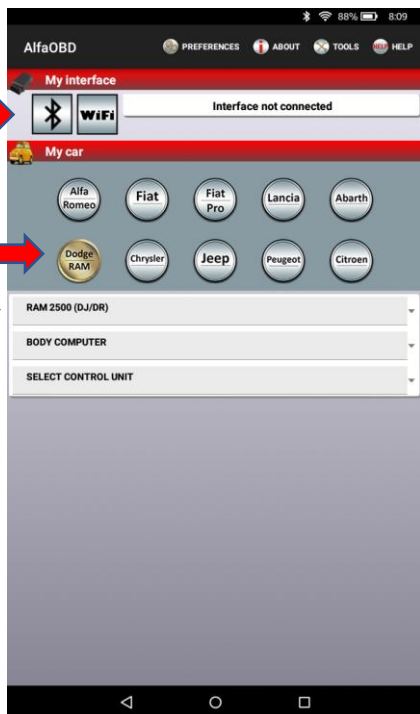 88% 8:09
AlfaOBD PREFERENCES ABOUT TOOLS HELP HELP
My interface
WiFi Interface not connected
My car
Alfa Romeo Fiat Fiat Pro Lancia Abarth
Dodge RAM Chrysler Jeep Peugeot Citroen
RAM 2500 (DJ/DR)
BODY COMPUTER
SELECT CONTROL UNIT